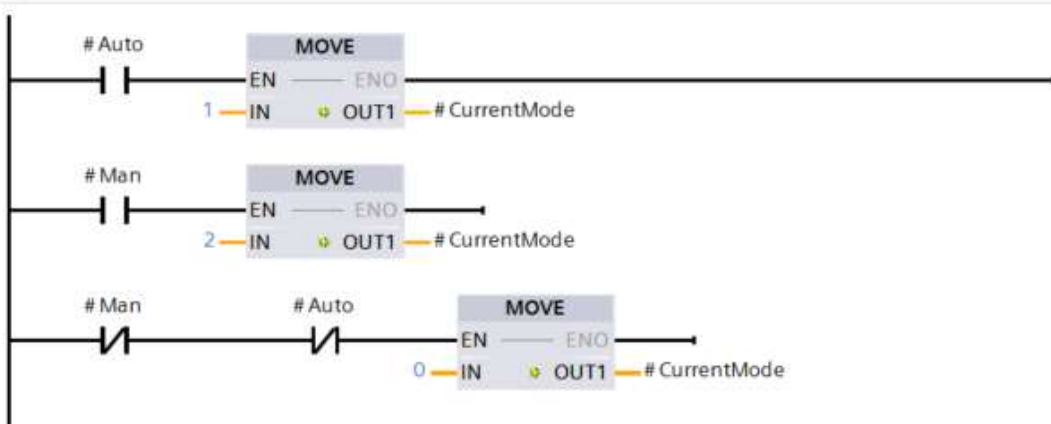 #Auto
MOVE
EN ENO
1 IN OUT1 #CurrentMode
#Man
MOVE
EN ENO
2 IN OUT1 #CurrentMode
#Man #Auto
MOVE
EN ENO
0 IN OUT1 #CurrentMode